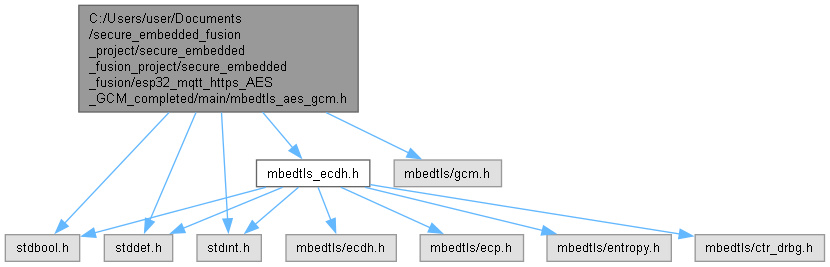 C:/Users/user/Documents
/secure_embedded_fusion
_project/secure_embedded
_fusion_project/secure_embedded
_fusion/esp32_mqtt_https_AES
_GCM_completed/main/mbedtls_aes_gcm.h
mbedtls_ecdh.h
mbedtls/gcm.h
stdbool.h
stddef.h
stdint.h
mbedtls/ecdh.h
mbedtls/ecp.h
mbedtls/entropy.h
mbedtls/ctr_drbg.h